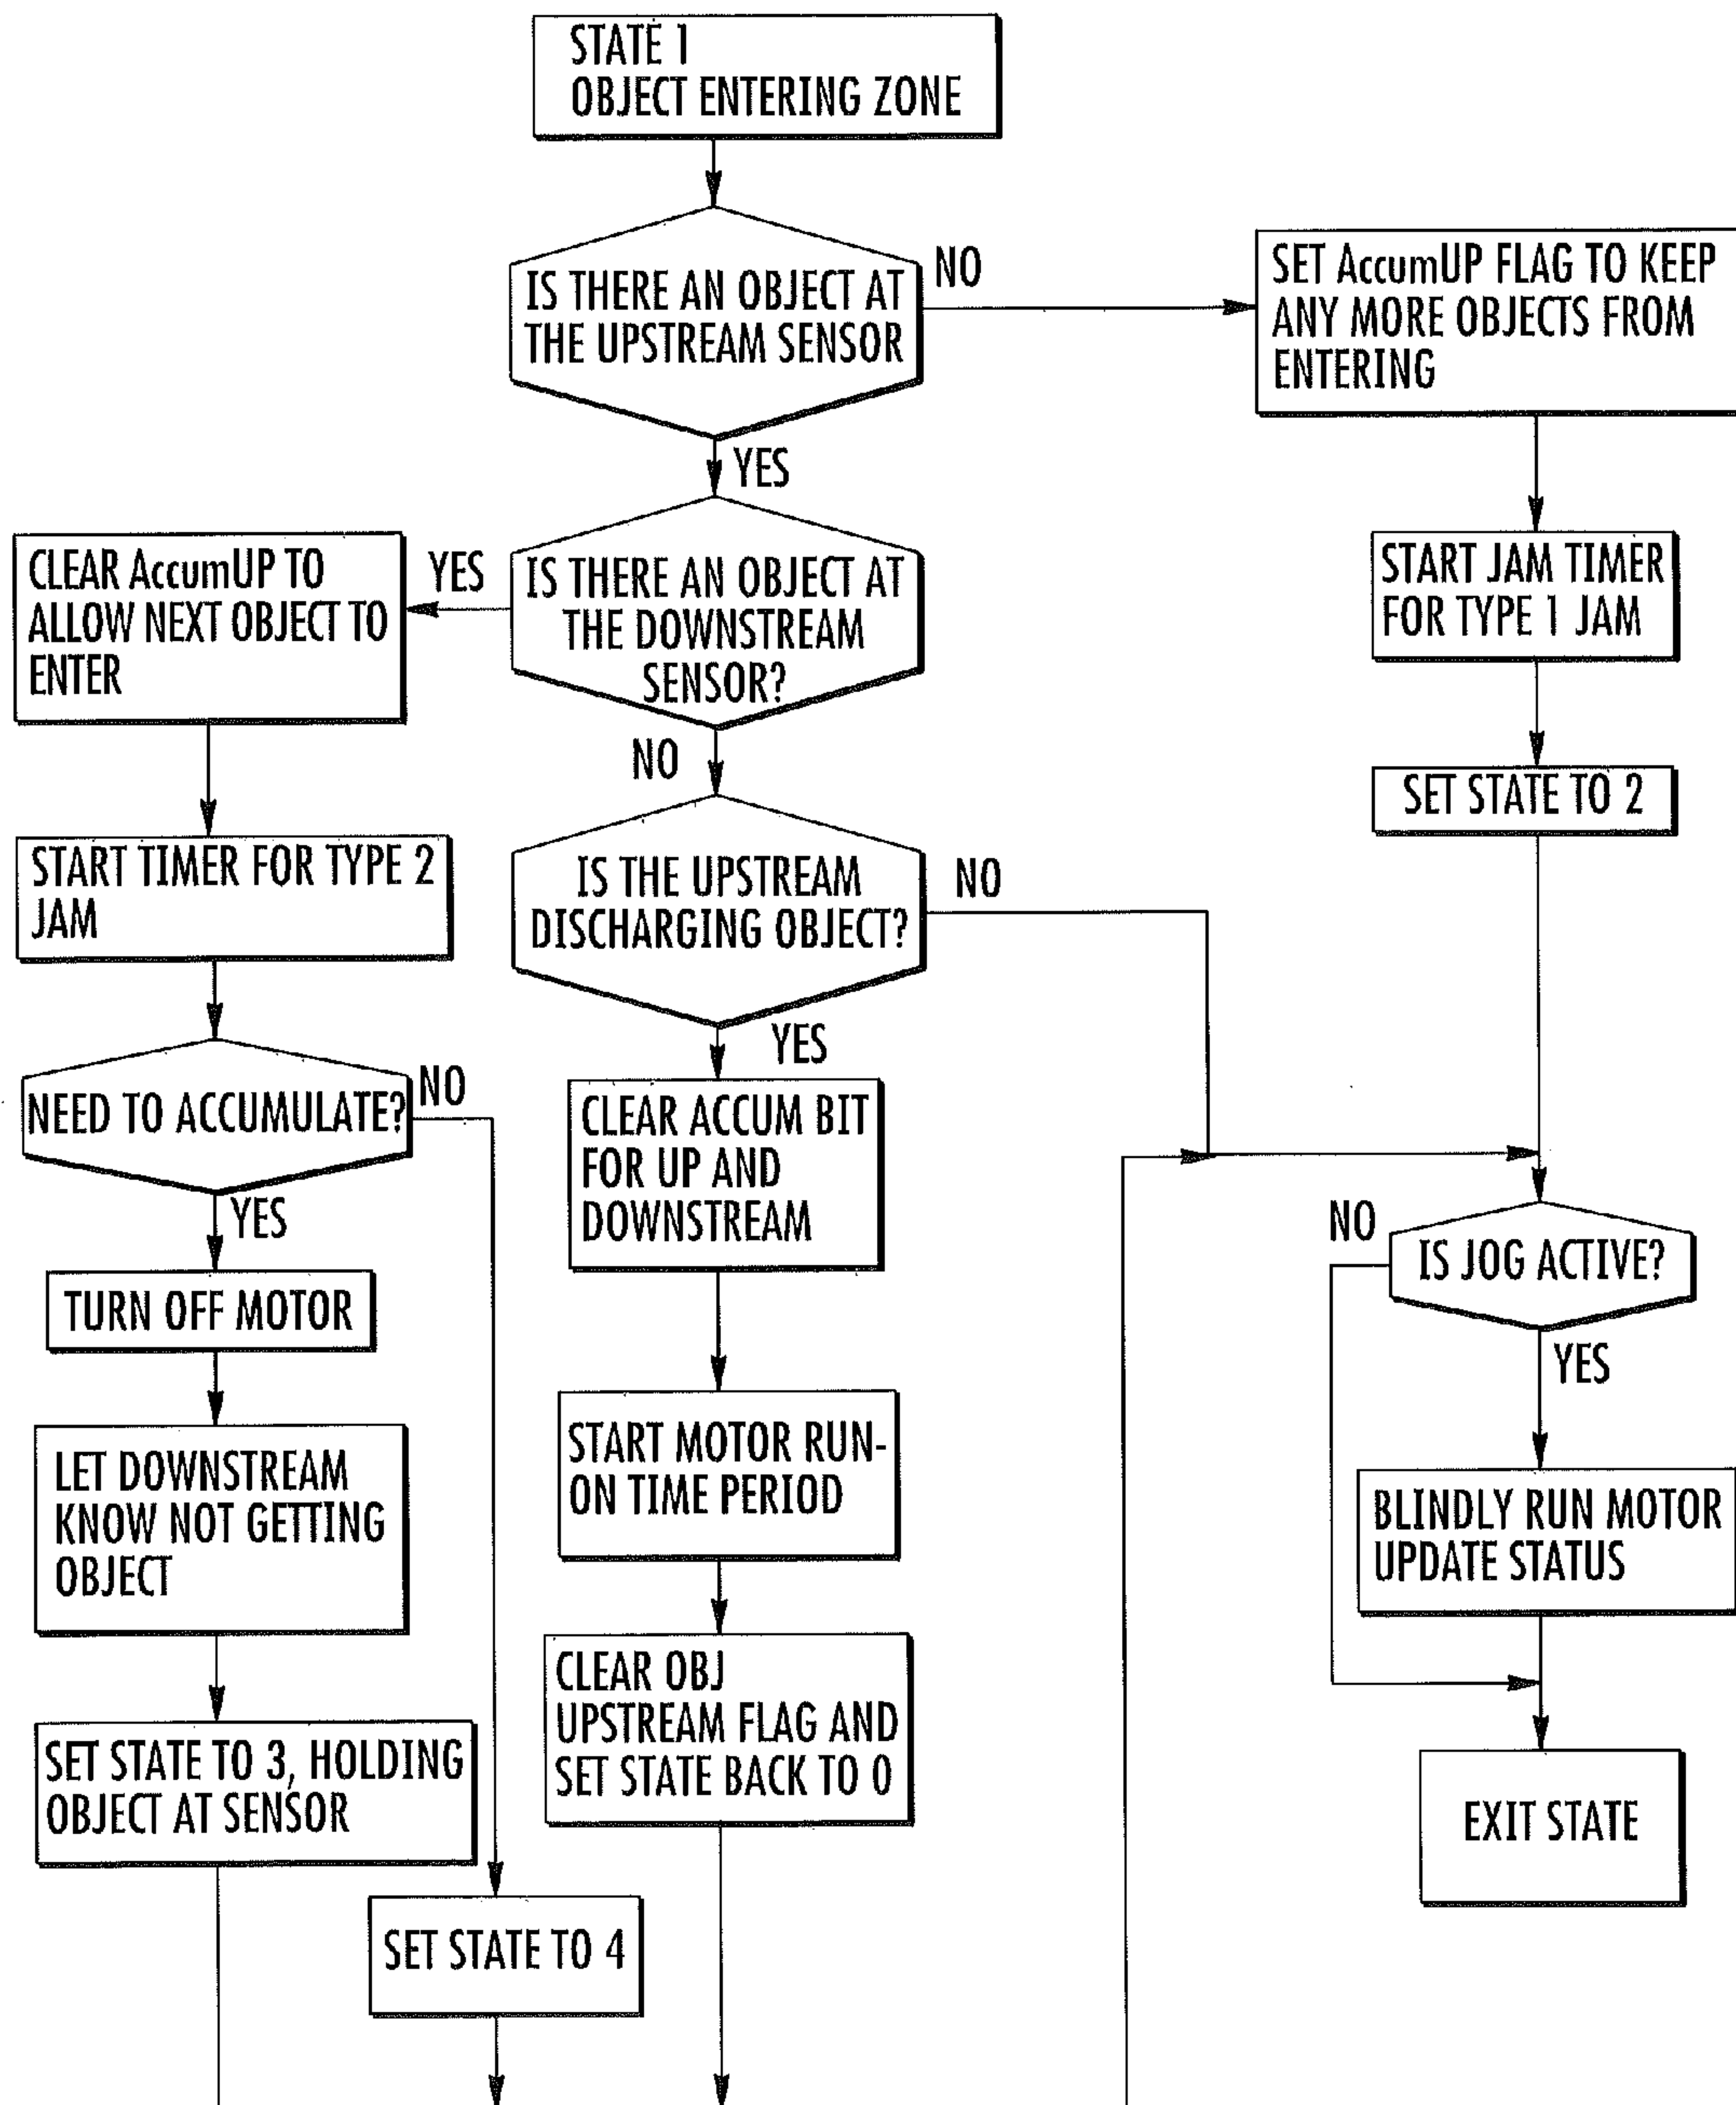 STATE 1
OBJECT ENTERING ZONE
IS THERE AN OBJECT AT
THE UPSTREAM SENSOR
NO
SET AccumUP FLAG TO KEEP
ANY MORE OBJECTS FROM
ENTERING
YES
START JAM TIMER
FOR TYPE 1 JAM
SET STATE TO 2
IS THERE AN OBJECT AT
THE DOWNSTREAM
SENSOR?
YES
CLEAR AccumUP TO
ALLOW NEXT OBJECT TO
ENTER
NO
START TIMER FOR TYPE 2
JAM
IS THE UPSTREAM
DISCHARGING OBJECT?
NO
YES
NEED TO ACCUMULATE?
NO
YES
CLEAR ACCUM BIT
FOR UP AND
DOWNSTREAM
NO
IS JOG ACTIVE?
YES
TURN OFF MOTOR
LET DOWNSTREAM
KNOW NOT GETTING
OBJECT
START MOTOR RUN-
ON TIME PERIOD
BLINDLY RUN MOTOR
UPDATE STATUS
CLEAR OBJ
UPSTREAM FLAG AND
SET STATE BACK TO 0
SET STATE TO 3, HOLDING
OBJECT AT SENSOR
EXIT STATE
SET STATE TO 4